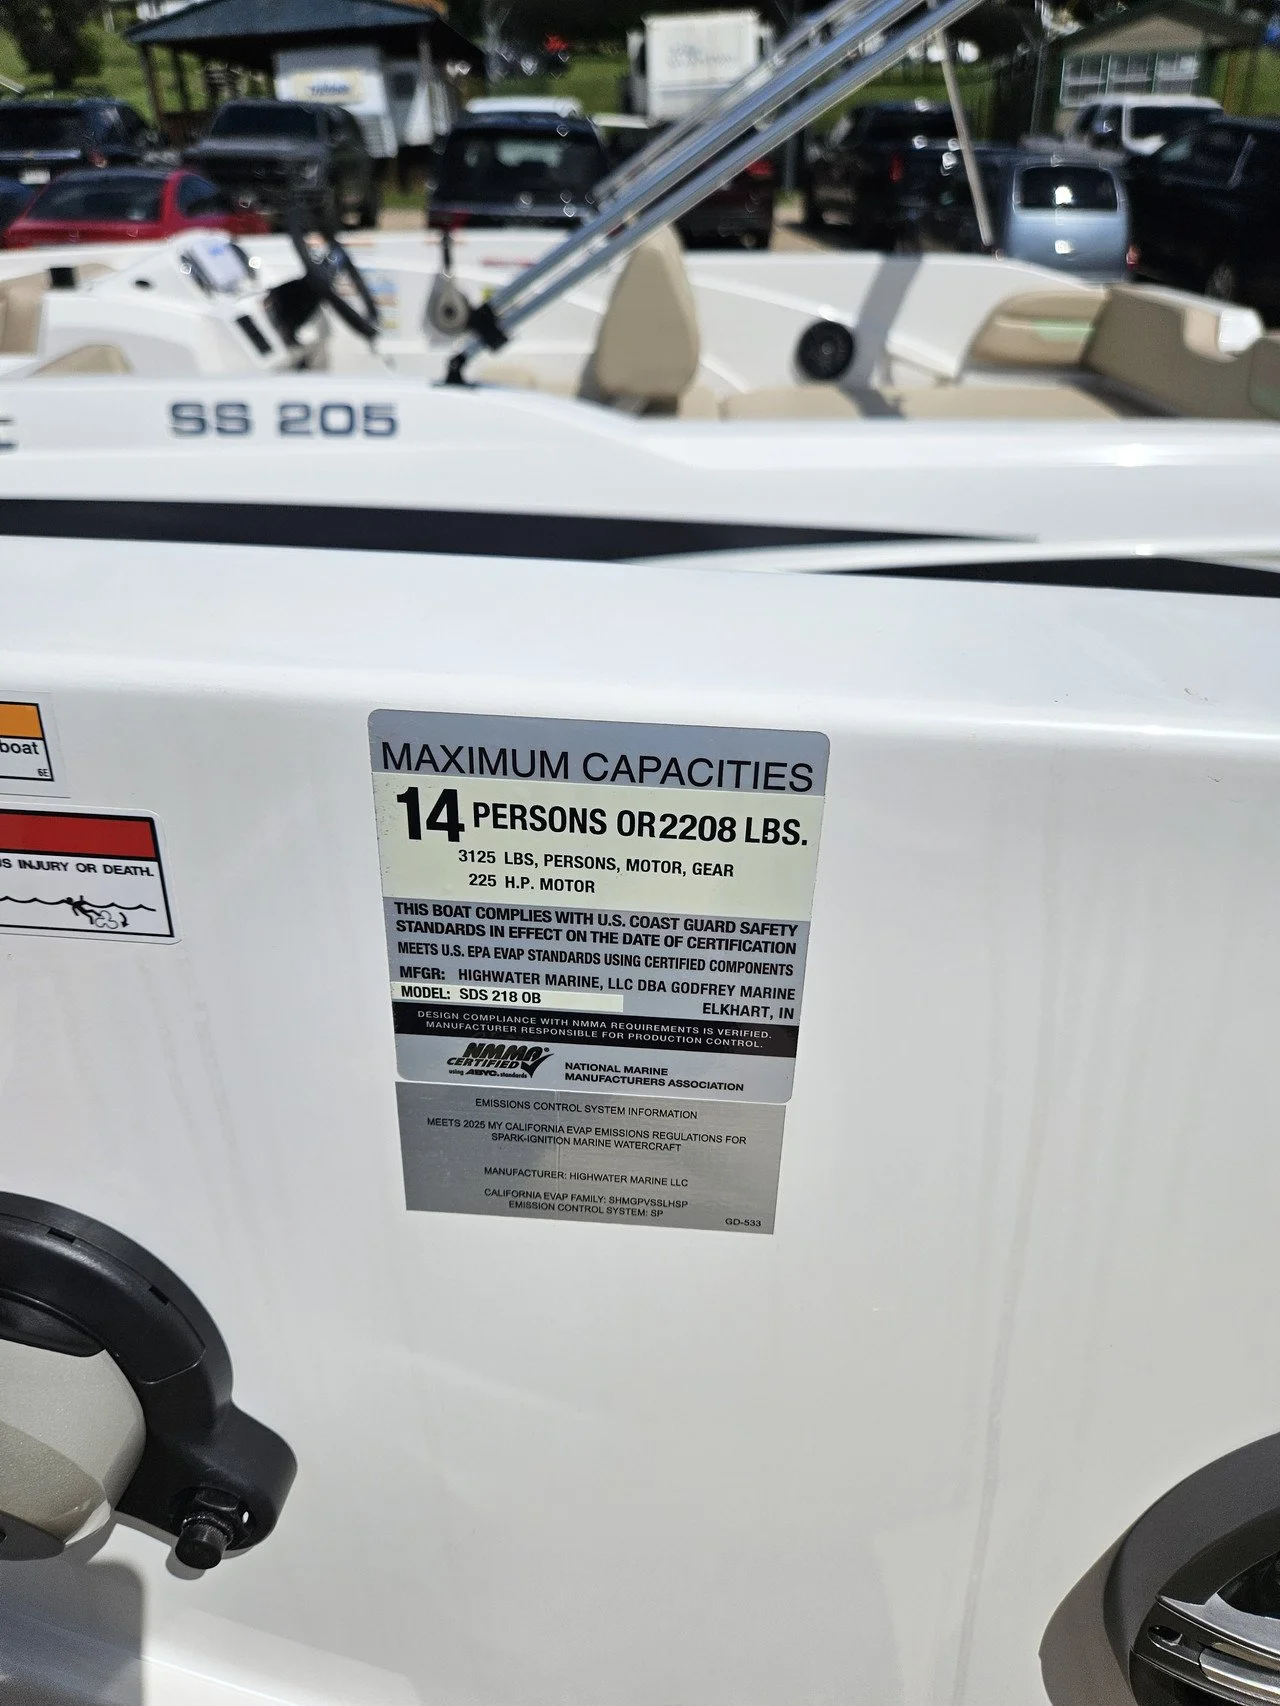 SS 205
boat
6E
S INJURY OR DEATH.
MAXIMUM CAPACITIES
14 PERSONS OR 2208 LBS.
3125 LBS, PERSONS, MOTOR, GEAR
225 H.P. MOTOR
THIS BOAT COMPLIES WITH U.S. COAST GUARD SAFETY
STANDARDS IN EFFECT ON THE DATE OF CERTIFICATION
MEETS U.S. EPA EVAP STANDARDS USING CERTIFIED COMPONENTS
MFGR: HIGHWATER MARINE, LLC DBA GODFREY MARINE
MODEL: SDS 218 OB ELKHART, IN
DESIGN COMPLIANCE WITH NMMA REQUIREMENTS IS VERIFIED.
MANUFACTURER RESPONSIBLE FOR PRODUCTION CONTROL.
NMMA®
CERTIFIED
using ABYC standards
NATIONAL MARINE
MANUFACTURERS ASSOCIATION
EMISSIONS CONTROL SYSTEM INFORMATION
MEETS 2025 MY CALIFORNIA EVAP EMISSIONS REGULATIONS FOR
SPARK-IGNITION MARINE WATERCRAFT
MANUFACTURER: HIGHWATER MARINE LLC
CALIFORNIA EVAP FAMILY: SHMGPVSSLHSP
EMISSION CONTROL SYSTEM: SP
GD-533